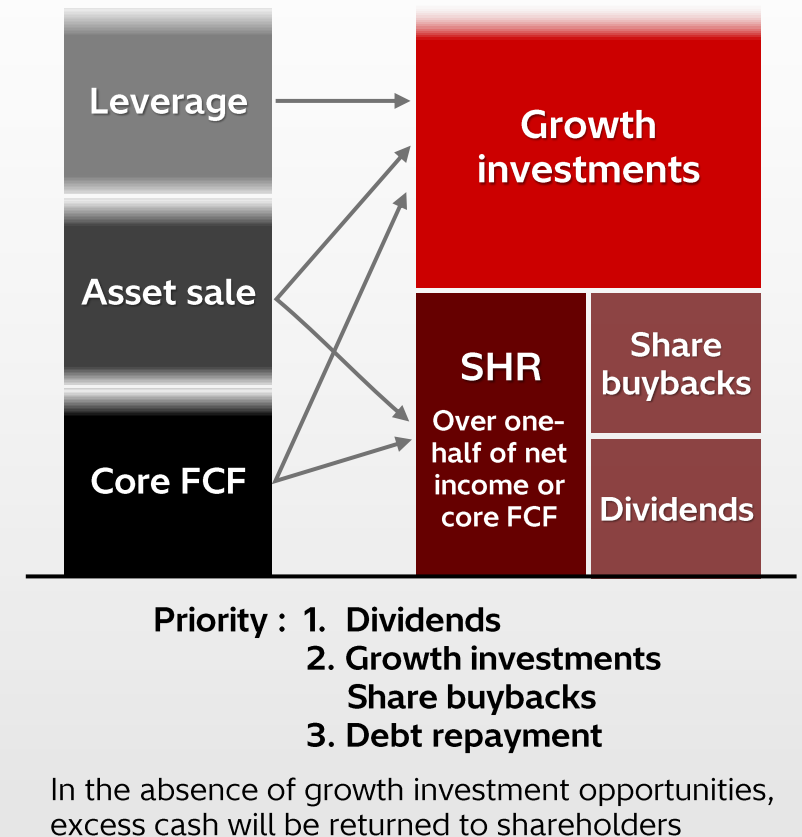 Leverage
Asset sale
Core FCF
Growth
investments
SHR
Over one-
half of net
income or
core FCF
Share
buybacks
Dividends
Priority : 1. Dividends
2. Growth investments
Share buybacks
3. Debt repayment
In the absence of growth investment opportunities,
excess cash will be returned to shareholders